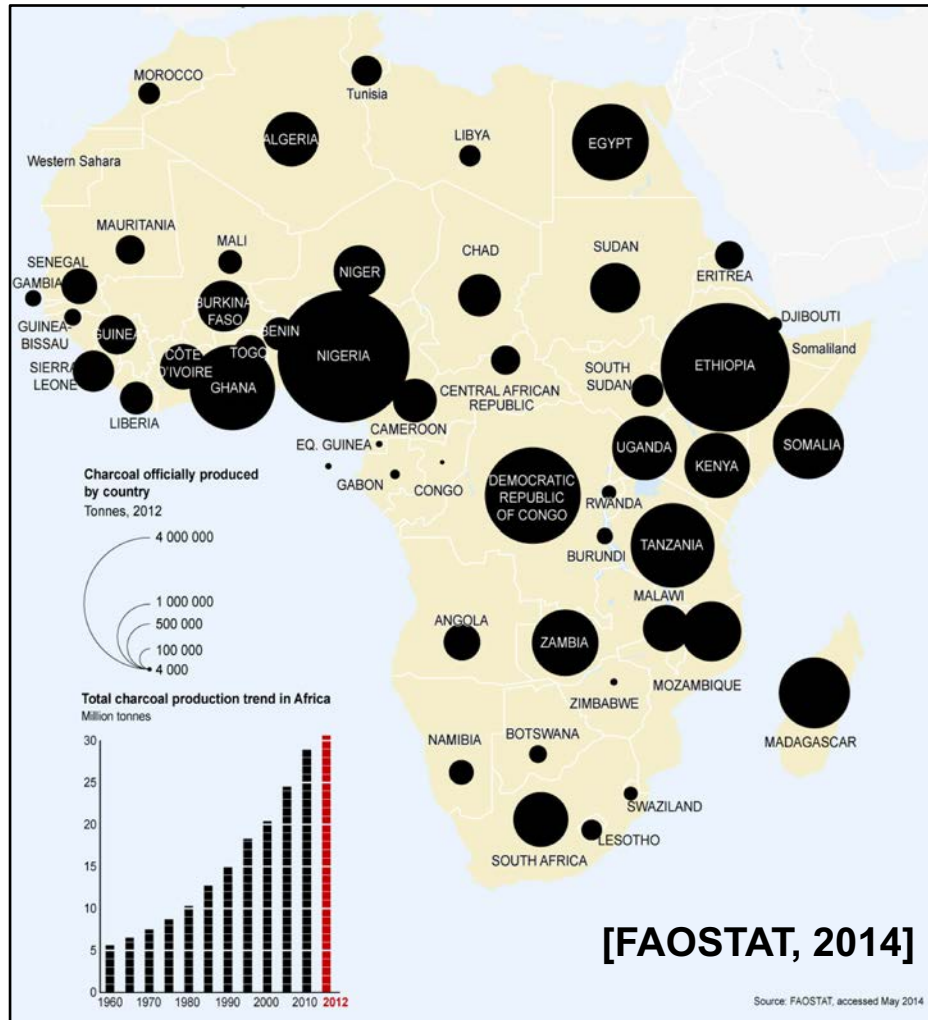 MOROCCO
Tunisia
ALGERIA
LIBYA
EGYPT
Western Sahara
MAURITANIA
MALI
NIGER
CHAD
SUDAN
ERITREA
SENEGAL
GAMBIA
GUINEA-
BISSAU
GUINEA
BURKINA
FASO
BENIN
NIGERIA
DJIBOUTI
Somaliland
SIERRA
LEONE
CÔTE
D'IVOIRE
TOGO
GHANA
LIBERIA
CAMEROON
CENTRAL AFRICAN
REPUBLIC
SOUTH
SUDAN
ETHIOPIA
EQ. GUINEA
GABON
CONGO
UGANDA
KENYA
SOMALIA
DEMOCRATIC
REPUBLIC
OF CONGO
RWANDA
BURUNDI
TANZANIA
MALAWI
ANGOLA
ZAMBIA
MOZAMBIQUE
ZIMBABWE
MADAGASCAR
NAMIBIA
BOTSWANA
SWAZILAND
LESOTHO
SOUTH AFRICA
Charcoal officially produced
by country
Tonnes, 2012
4 000 000
1 000 000
500 000
100 000
4 000
Total charcoal production trend in Africa
Million tonnes
30
25
20
15
10
5
0
1960 1970 1980 1990 2000 2010 2012
[FAOSTAT, 2014]
Source: FAOSTAT, accessed May 2014